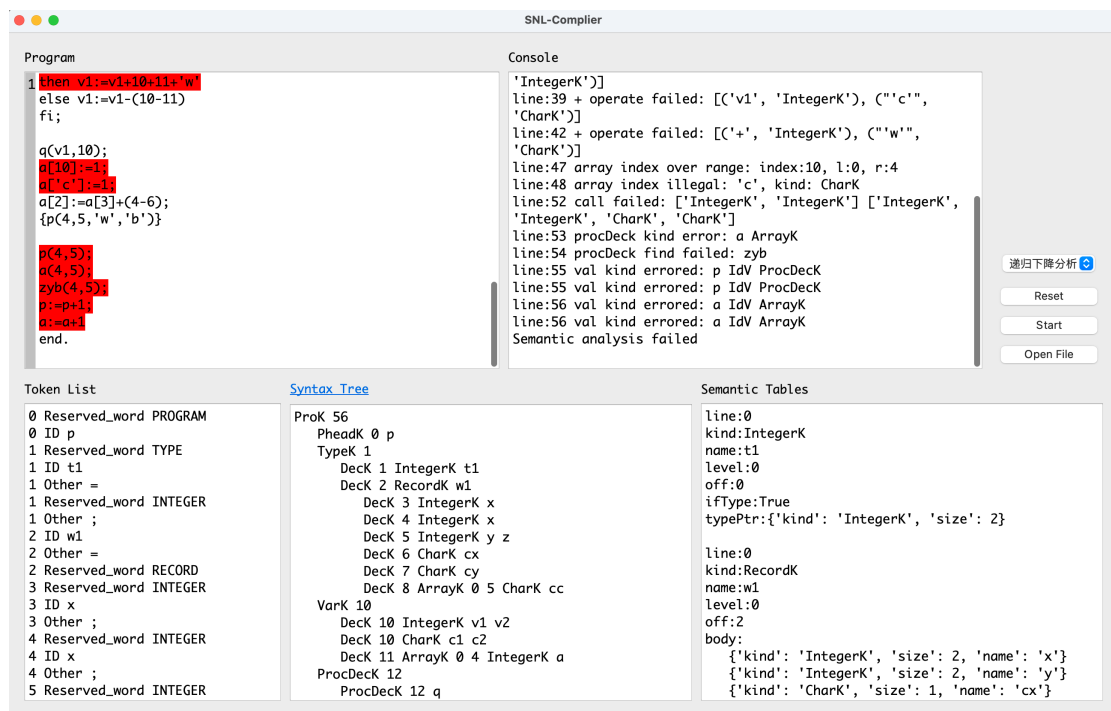 SNL-Complier
Program
1 then v1:=v1+10+11+'w'
else v1:=v1-(10-11)
fi;
q(v1,10);
a[10]:=1;
a['c']:=1;
a[2]:=a[3]+(4-6);
{p(4,5,'w','b')}
p(4,5);
a(4,5);
zyb(4,5);
p:=p+1;
a:=a+1
end.
Console
'IntegerK')]
line:39 + operate failed: [('v1', 'IntegerK'), ("'c'",
'CharK')]
line:42 + operate failed: [('+', 'IntegerK'), ("'w'",
'CharK')]
line:47 array index over range: index:10, l:0, r:4
line:48 array index illegal: 'c', kind: CharK
line:52 call failed: ['IntegerK', 'IntegerK'] ['IntegerK',
'IntegerK', 'CharK', 'CharK']
line:53 procDeck kind error: a ArrayK
line:54 procDeck find failed: zyb
line:55 val kind errored: p IdV ProcDecK
line:55 val kind errored: p IdV ProcDecK
line:56 val kind errored: a IdV ArrayK
line:56 val kind errored: a IdV ArrayK
Semantic analysis failed
递归下降分析
Reset
Start
Open File
Token List
0 Reserved_word PROGRAM
0 ID p
1 Reserved_word TYPE
1 ID t1
1 Other =
1 Reserved_word INTEGER
1 Other ;
2 ID w1
2 Other =
2 Reserved_word RECORD
3 Reserved_word INTEGER
3 ID x
3 Other ;
4 Reserved_word INTEGER
4 ID x
4 Other ;
5 Reserved_word INTEGER
Syntax Tree
ProK 56
PheadK 0 p
TypeK 1
DecK 1 IntegerK t1
DecK 2 RecordK w1
DecK 3 IntegerK x
DecK 4 IntegerK x
DecK 5 IntegerK y z
DecK 6 CharK cx
DecK 7 CharK cy
DecK 8 ArrayK 0 5 CharK cc
VarK 10
DecK 10 IntegerK v1 v2
DecK 10 CharK c1 c2
DecK 11 ArrayK 0 4 IntegerK a
ProcDecK 12
ProcDecK 12 q
Semantic Tables
line:0
kind:IntegerK
name:t1
level:0
off:0
ifType:True
typePtr:{'kind': 'IntegerK', 'size': 2}
line:0
kind:RecordK
name:w1
level:0
off:2
body:
{'kind': 'IntegerK', 'size': 2, 'name': 'x'}
{'kind': 'IntegerK', 'size': 2, 'name': 'y'}
{'kind': 'CharK', 'size': 1, 'name': 'cx'}